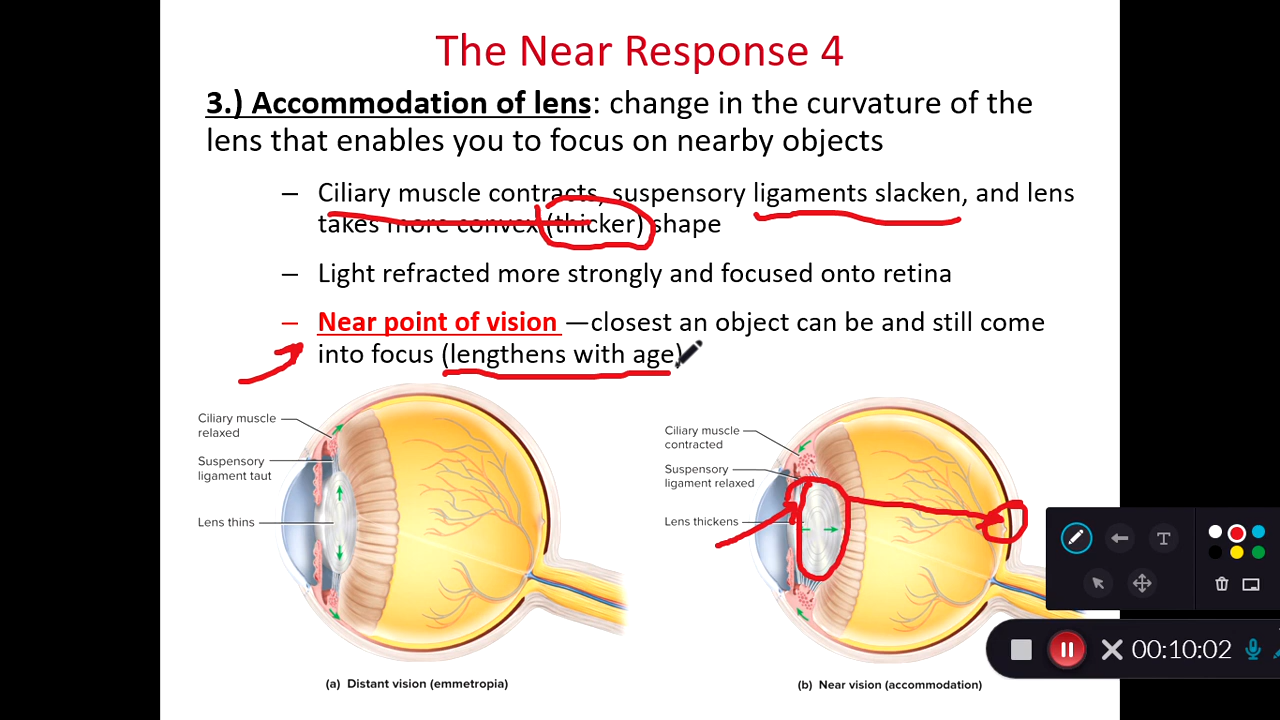 The Near Response 4
3.) Accommodation of lens: change in the curvature of the
lens that enables you to focus on nearby objects
– Ciliary muscle contracts, suspensory ligaments slacken, and lens
takes more convex (thicker) shape
– Light refracted more strongly and focused onto retina
– Near point of vision —closest an object can be and still come
into focus (lengthens with age)
Ciliary muscle
relaxed
Suspensory
ligament taut
Lens thins
(a) Distant vision (emmetropia)
Ciliary muscle
contracted
Suspensory
ligament relaxed
Lens thickens
(b) Near vision (accommodation)
T
00:10:02